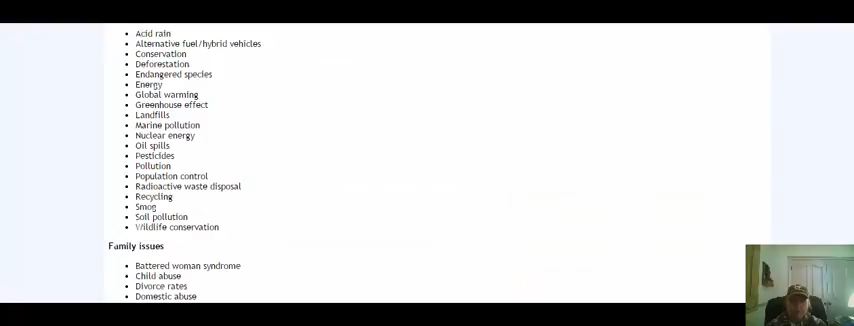 Acid rain
Alternative fuel/hybrid vehicles
Conservation
Deforestation
Endangered species
Energy
Global warming
Greenhouse effect
Landfills
Marine pollution
Nuclear energy
Oil spills
Pesticides
Pollution
Population control
Radioactive waste disposal
Recycling
Smog
Soil pollution
Wildlife conservation
Family issues
Battered woman syndrome
Child abuse
Divorce rates
Domestic abuse